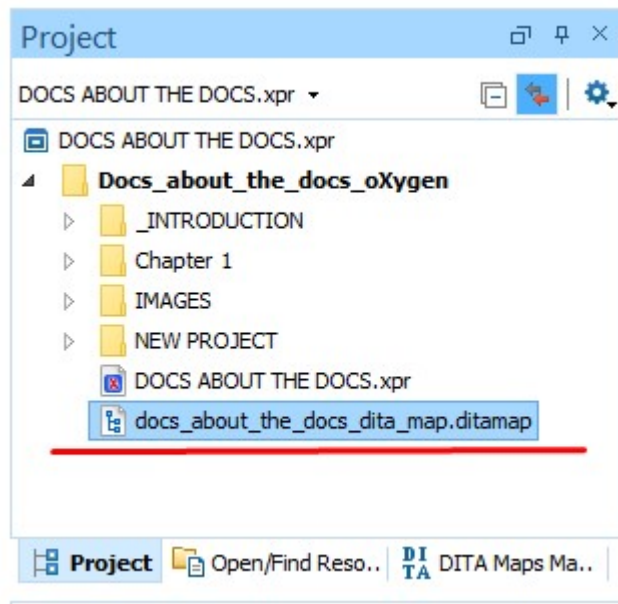 Project
DOCS ABOUT THE DOCS.xpr
DOCS ABOUT THE DOCS.xpr
Docs_about_the_docs_oXygen
_INTRODUCTION
Chapter 1
IMAGES
NEW PROJECT
DOCS ABOUT THE DOCS.xpr
docs_about_the_docs_dita_map.ditamap
Project Open/Find Reso.. DITA DITA Maps Ma..